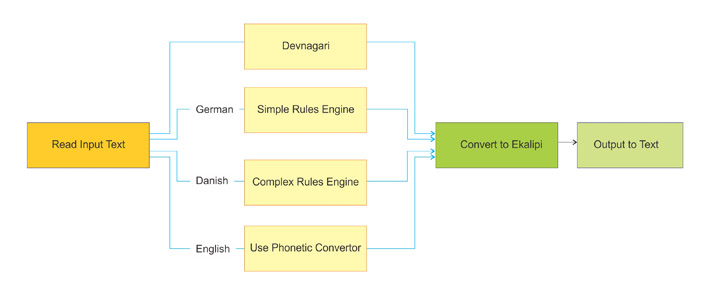 Devnagari
German
Simple Rules Engine
Read Input Text
Convert to Ekalipi
Output to Text
Danish
Complex Rules Engine
English
Use Phonetic Convertor